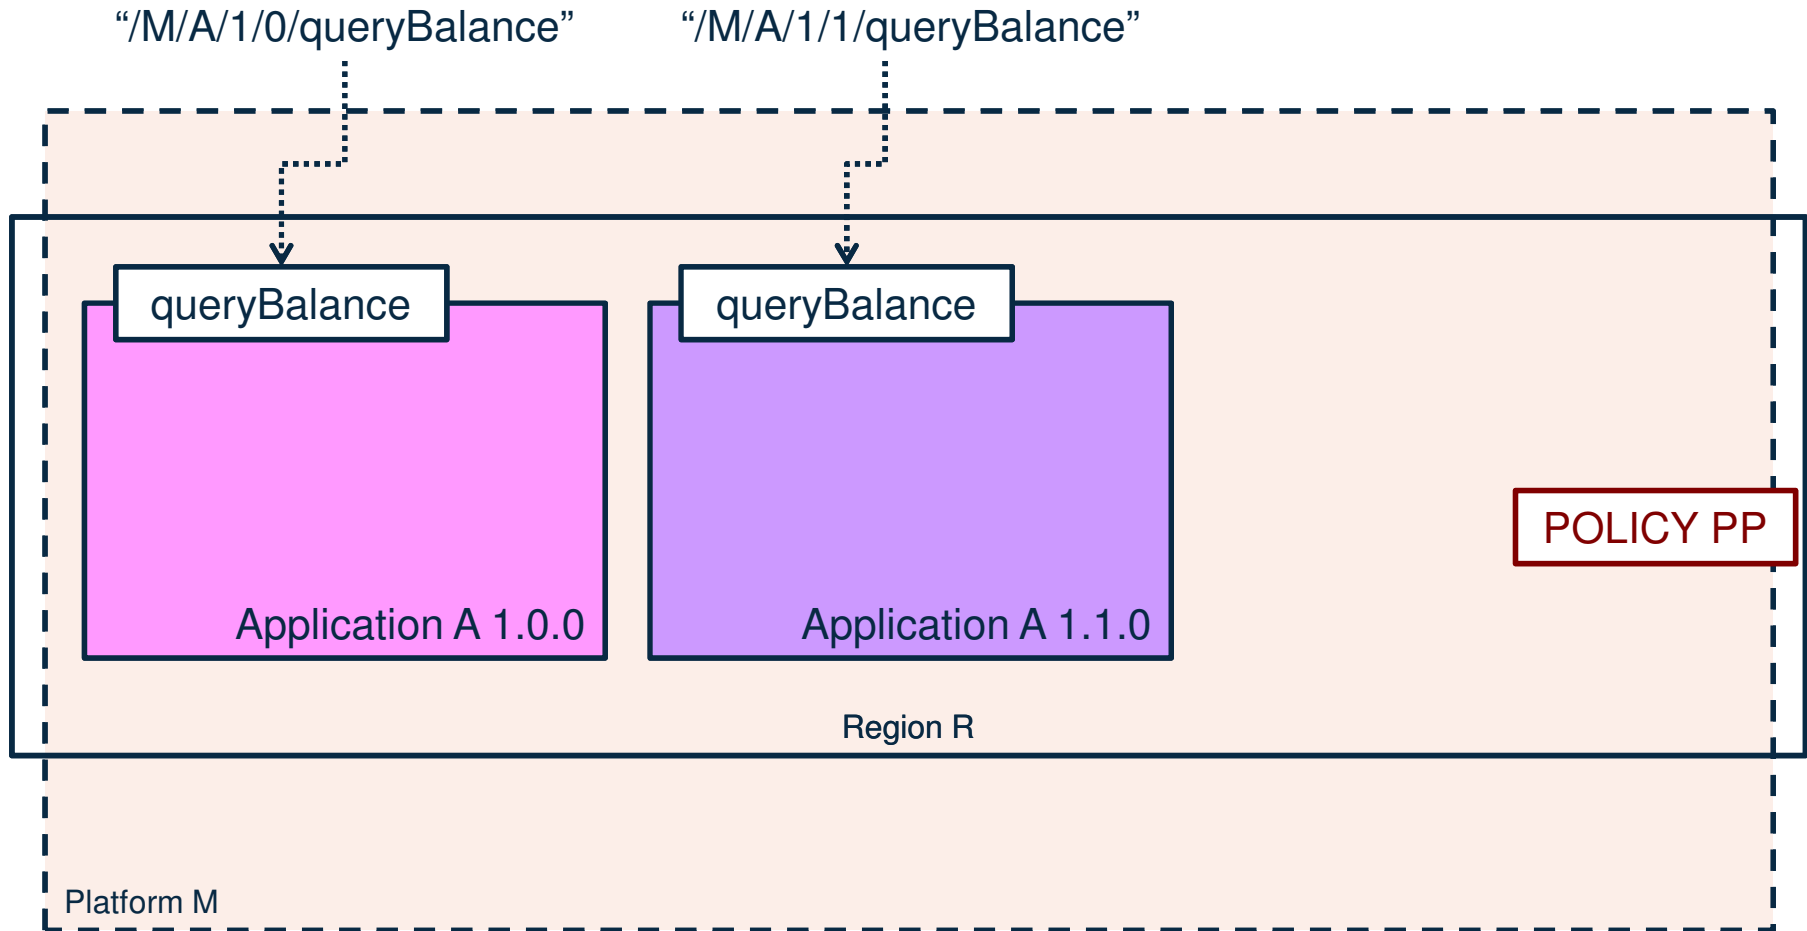 “/M/A/1/0/queryBalance”
“/M/A/1/1/queryBalance”
queryBalance
queryBalance
POLICY PP
Application A 1.0.0
Application A 1.1.0
Region R
Platform M